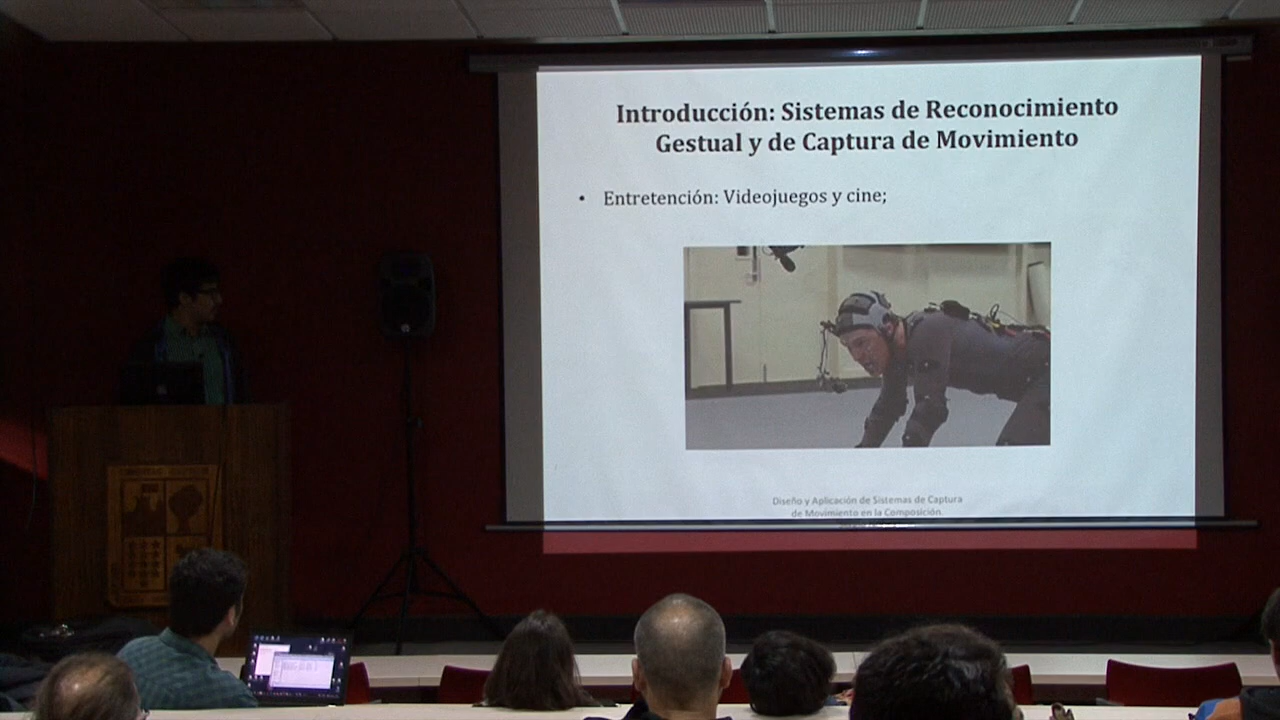 Introducción: Sistemas de Reconocimiento
Gestual y de Captura de Movimiento
• Entretención: Videojuegos y cine;
Diseño y Aplicación de Sistemas de Captura
de Movimiento en la Composición.